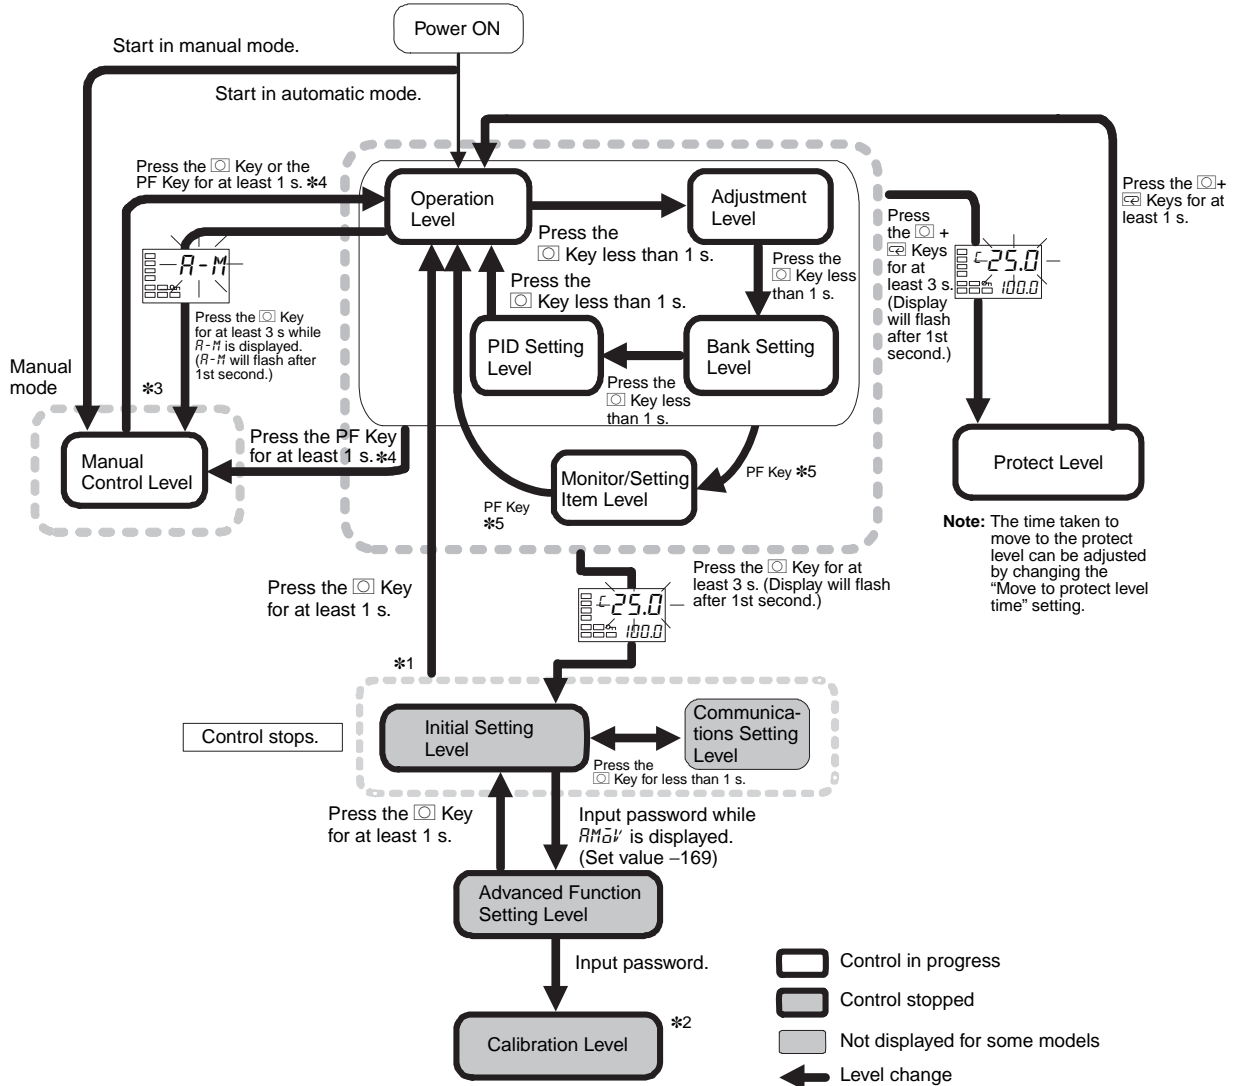 Power ON
Start in manual mode.
Start in automatic mode.
Press the Key or the
PF Key for at least 1 s. *4
Operation
Level
Adjustment
Level
Press the
Key less than 1 s.
Press the
Key less
than 1 s.
Press the
Key less than 1 s.
PID Setting
Level
Bank Setting
Level
Press the
Key less
than 1 s.
A-M
Press the Key
for at least 3 s while
A-M is displayed.
(A-M will flash after
1st second.)
Manual
mode
*3
Manual
Control Level
Press the PF Key
for at least 1 s.*4
Monitor/Setting
Item Level
PF Key *5
PF Key
*5
Press
the +
Keys
for at
least 3 s.
(Display
will flash
after 1st
second.)
C 25.0
100.0
Press the +
Keys for at
least 1 s.
Protect Level
Note: The time taken to
move to the protect
level can be adjusted
by changing the
“Move to protect level
time” setting.
Press the Key for at
least 3 s. (Display will flash
after 1st second.)
C 25.0
100.0
Press the Key
for at least 1 s.
*1
Control stops.
Initial Setting
Level
Communica-
tions Setting
Level
Press the
Key for less than 1 s.
Press the Key
for at least 1 s.
Input password while
AMoV is displayed.
(Set value −169)
Advanced Function
Setting Level
Input password.
Calibration Level
*2
Control in progress
Control stopped
Not displayed for some models
Level change